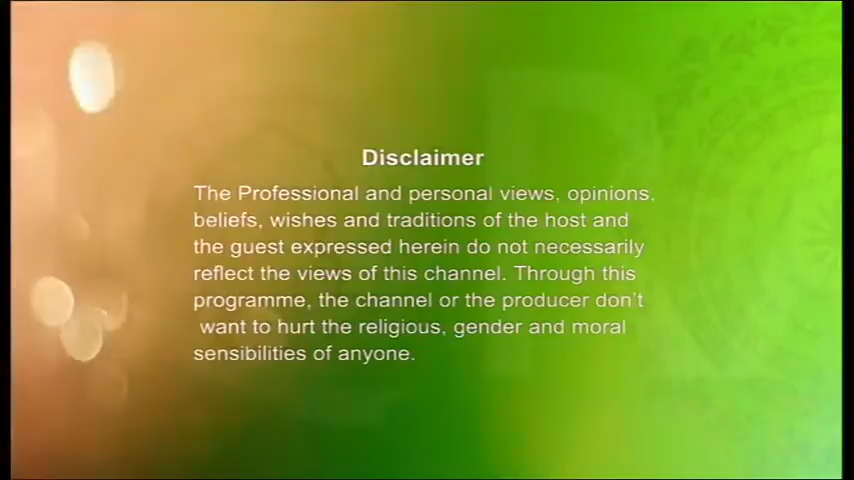 Disclaimer
The Professional and personal views, opinions,
beliefs, wishes and traditions of the host and
the guest expressed herein do not necessarily
reflect the views of this channel. Through this
programme, the channel or the producer don't
want to hurt the religious, gender and moral
sensibilities of anyone.